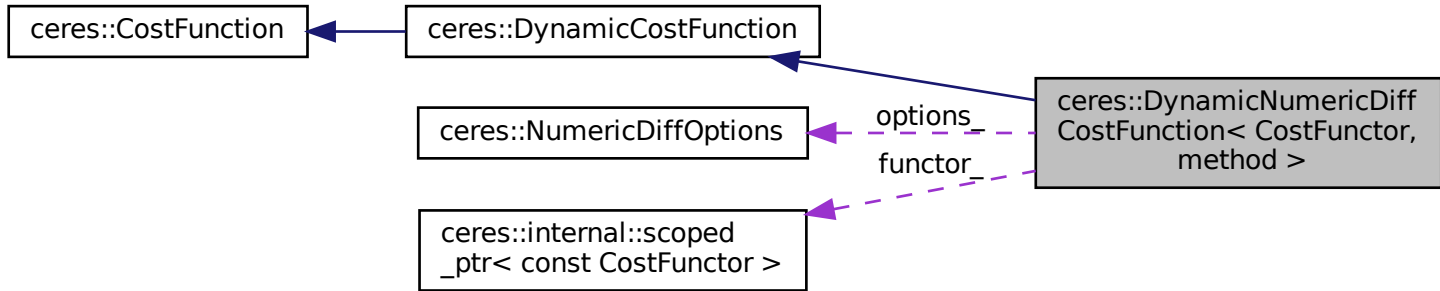 ceres::CostFunction
ceres::DynamicCostFunction
ceres::DynamicNumericDiff
CostFunction< CostFunctor,
method >
options_
ceres::NumericDiffOptions
functor_
ceres::internal::scoped
_ptr< const CostFunctor >